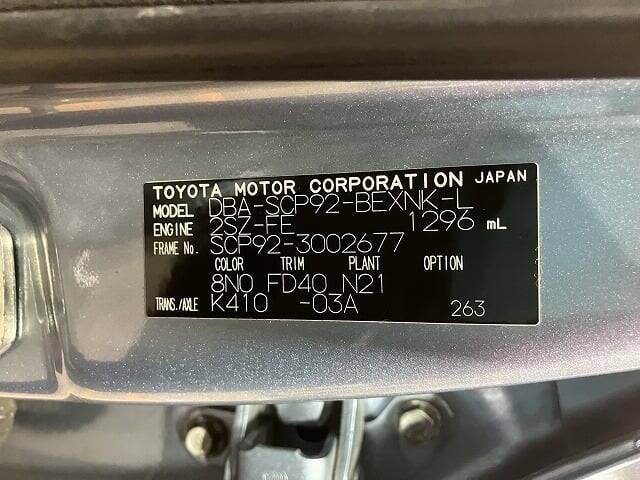 TOYOTA MOTOR CORPORATION JAPAN
MODEL DBA-SCP92-BEXNK-L
ENGINE 2SZ-FE 1296 mL
FRAME No. SCP92-3002677
COLOR TRIM PLANT OPTION
8N0 FD40 N21
TRANS./AXLE K410 -03A 263